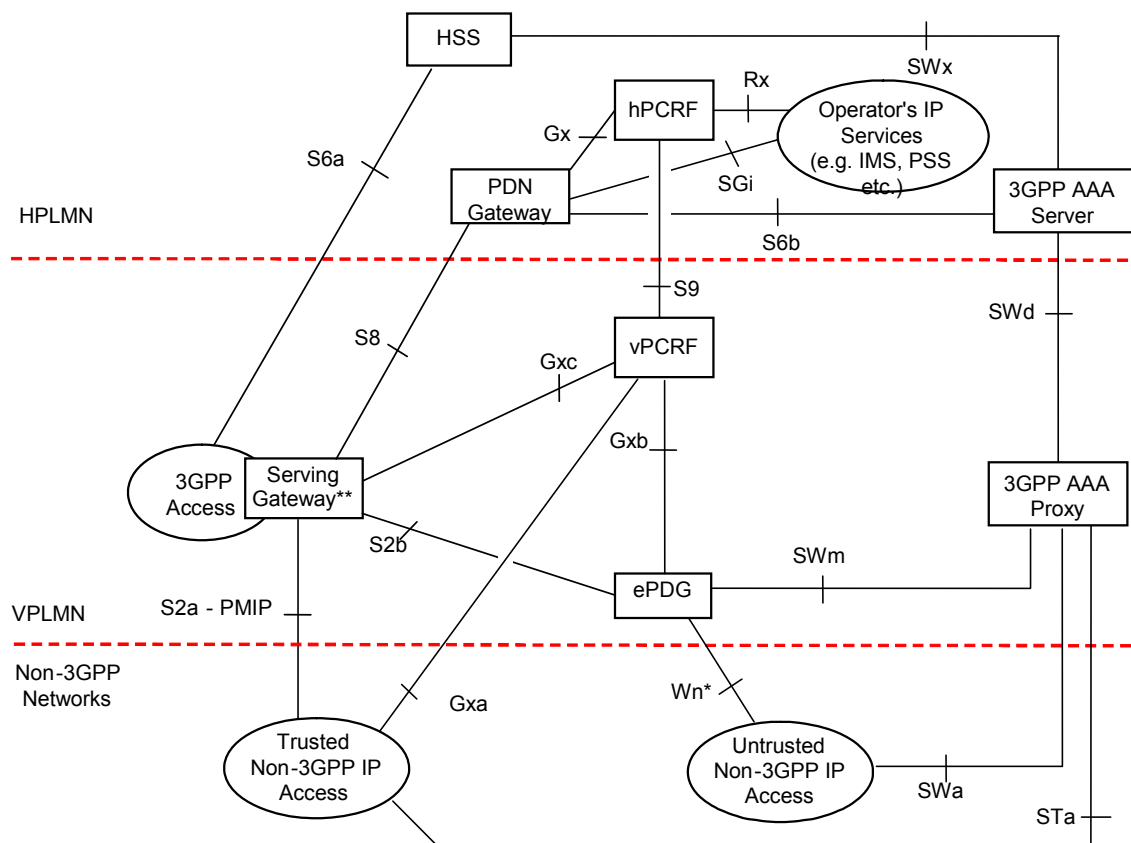 HSS
SWx
Rx
hPCRF
Operator's IP
Services
(e.g. IMS, PSS
etc.)
Gx
S6a
SGi
PDN
Gateway
3GPP AAA
Server
HPLMN
S6b
S9
SWd
S8
vPCRF
Gxc
Gxb
3GPP
Access
Serving
Gateway**
3GPP AAA
Proxy
S2b
SWm
ePDG
S2a - PMIP
VPLMN
Non-3GPP
Networks
Wn*
Gxa
Trusted
Non-3GPP IP
Access
Untrusted
Non-3GPP IP
Access
SWa
STa